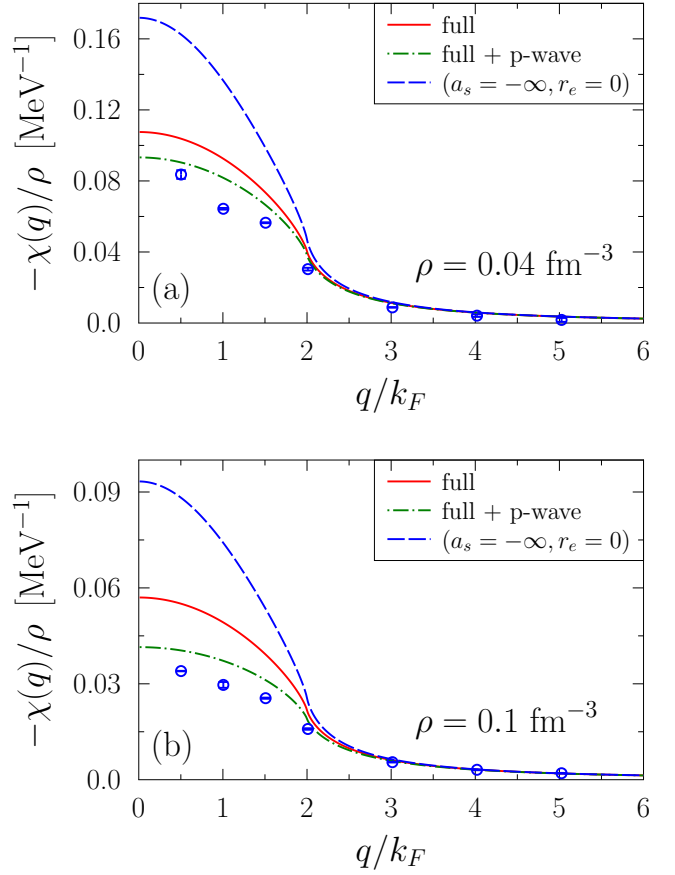 full
full + p-wave
(a_s = −∞, r_e = 0)
0.16
0.12
0.08
0.04
0.0
−χ(q)/ρ [MeV⁻¹]
(a)
ρ = 0.04 fm⁻³
0 1 2 3 4 5 6
q/k_F
full
full + p-wave
(a_s = −∞, r_e = 0)
0.09
0.06
0.03
0.0
−χ(q)/ρ [MeV⁻¹]
(b)
ρ = 0.1 fm⁻³
0 1 2 3 4 5 6
q/k_F